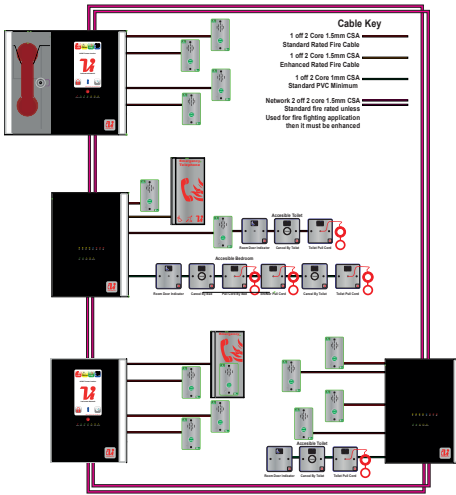 Cable Key
1 off 2 Core 1.5mm CSA
Standard Rated Fire Cable
1 off 2 Core 1.5mm CSA
Enhanced Rated Fire Cable
1 off 2 Core 1mm CSA
Standard PVC Minimum
Network 2 off 2 core 1.5mm CSA
Standard fire rated unless
Used for fire fighting application
then it must be enhanced
Accessible Toilet
Room Door Indicator
Cancel By Toilet
Toilet Pull Cord
Accessible Bedroom
Room Door Indicator
Cancel By Toilet
Toilet Pull Cord
Accessible Toilet
Room Door Indicator
Cancel By Toilet
Toilet Pull Cord